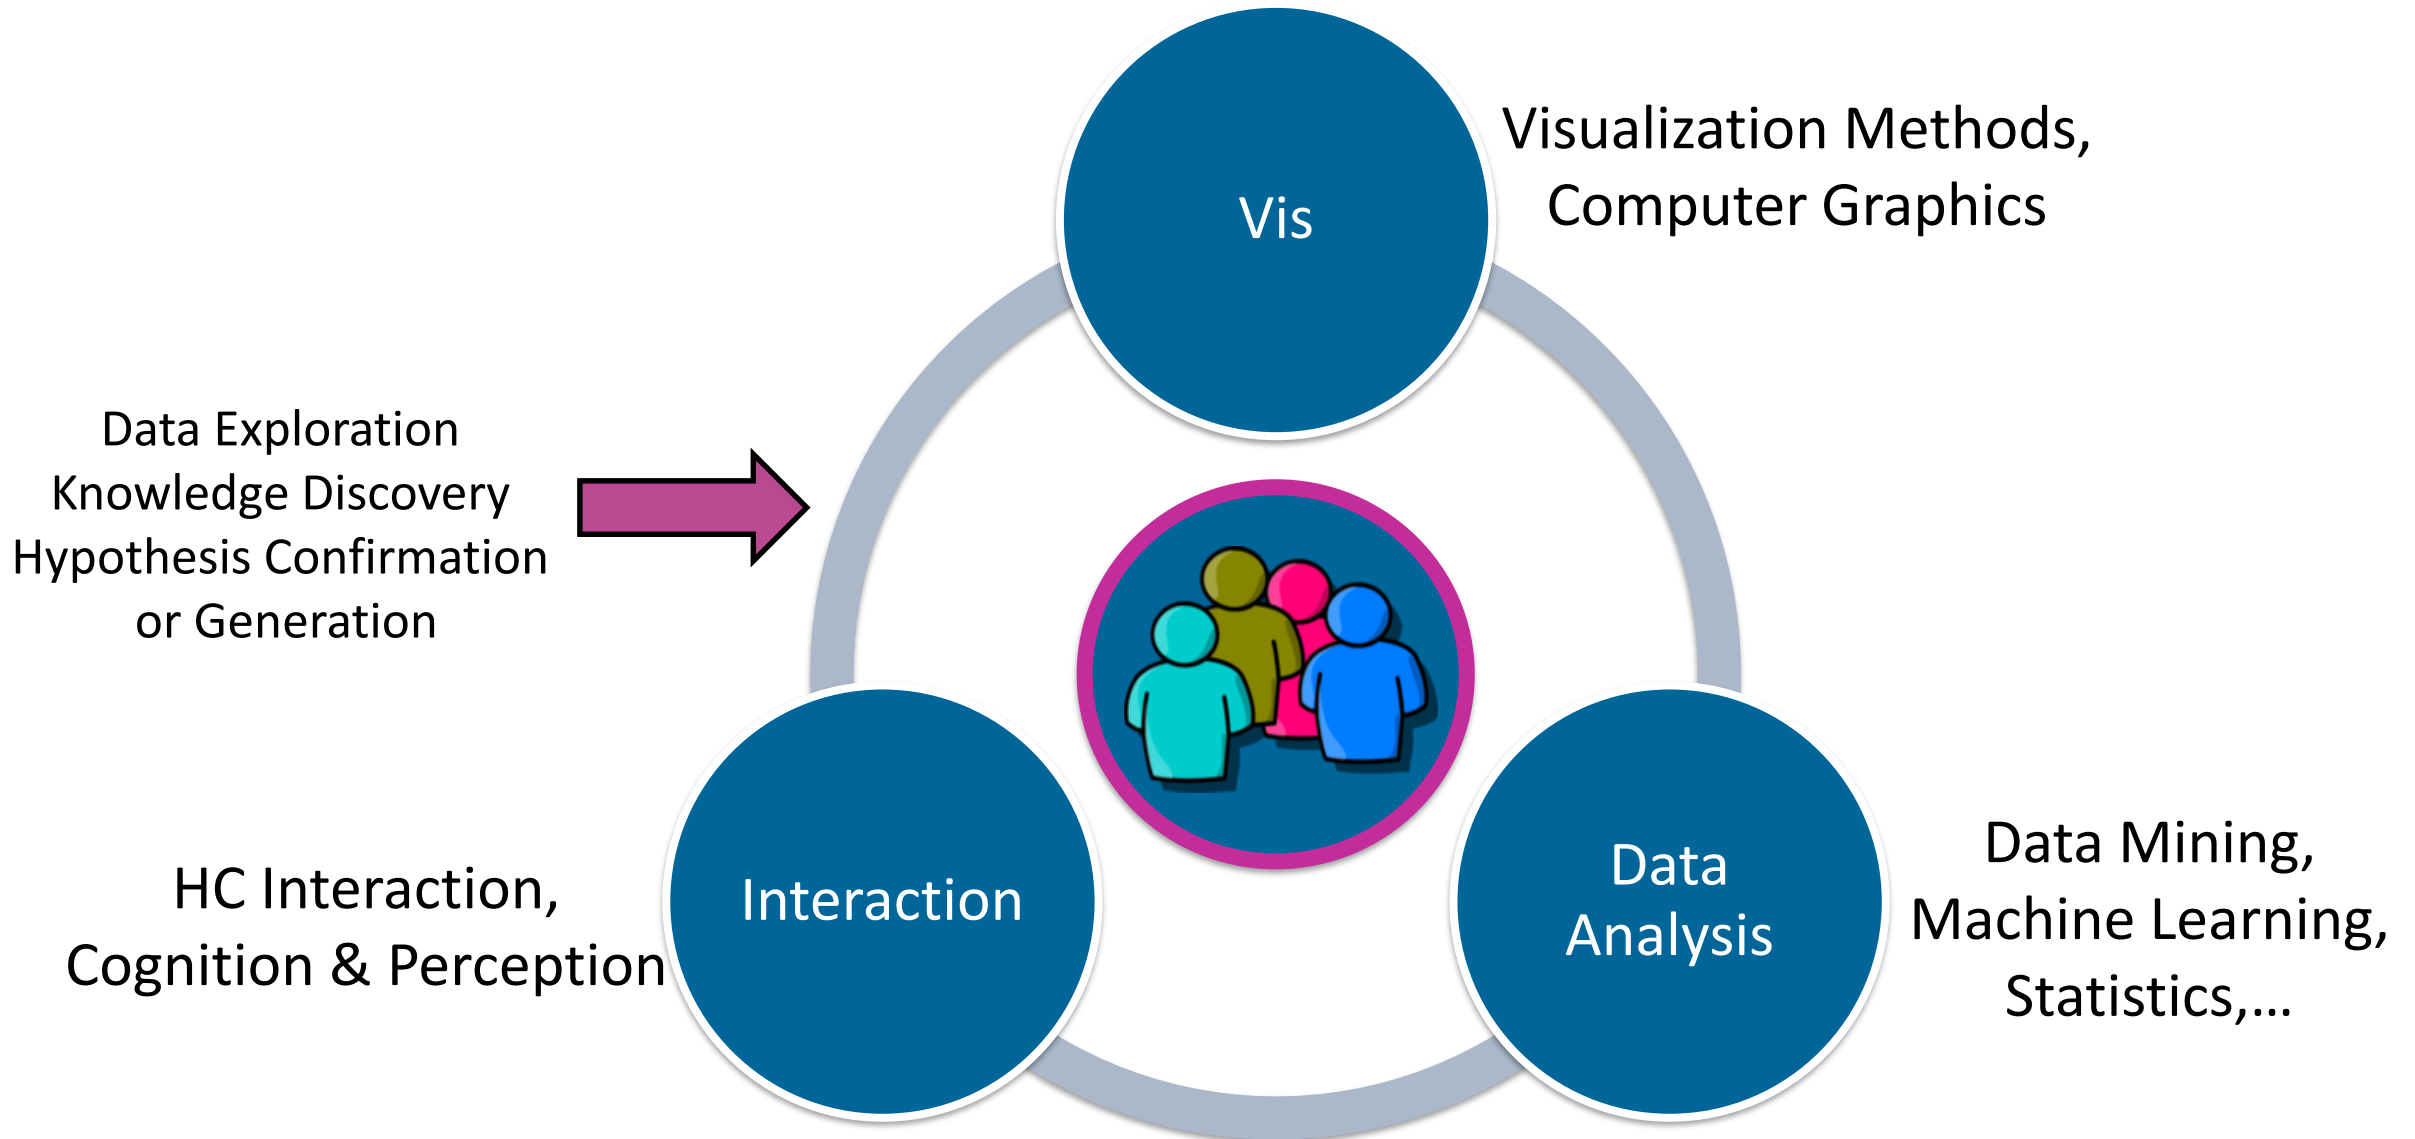 Vis
Visualization Methods,
Computer Graphics
Data Exploration
Knowledge Discovery
Hypothesis Confirmation
or Generation
HC Interaction,
Cognition & Perception
Interaction
Data
Analysis
Data Mining,
Machine Learning,
Statistics,...